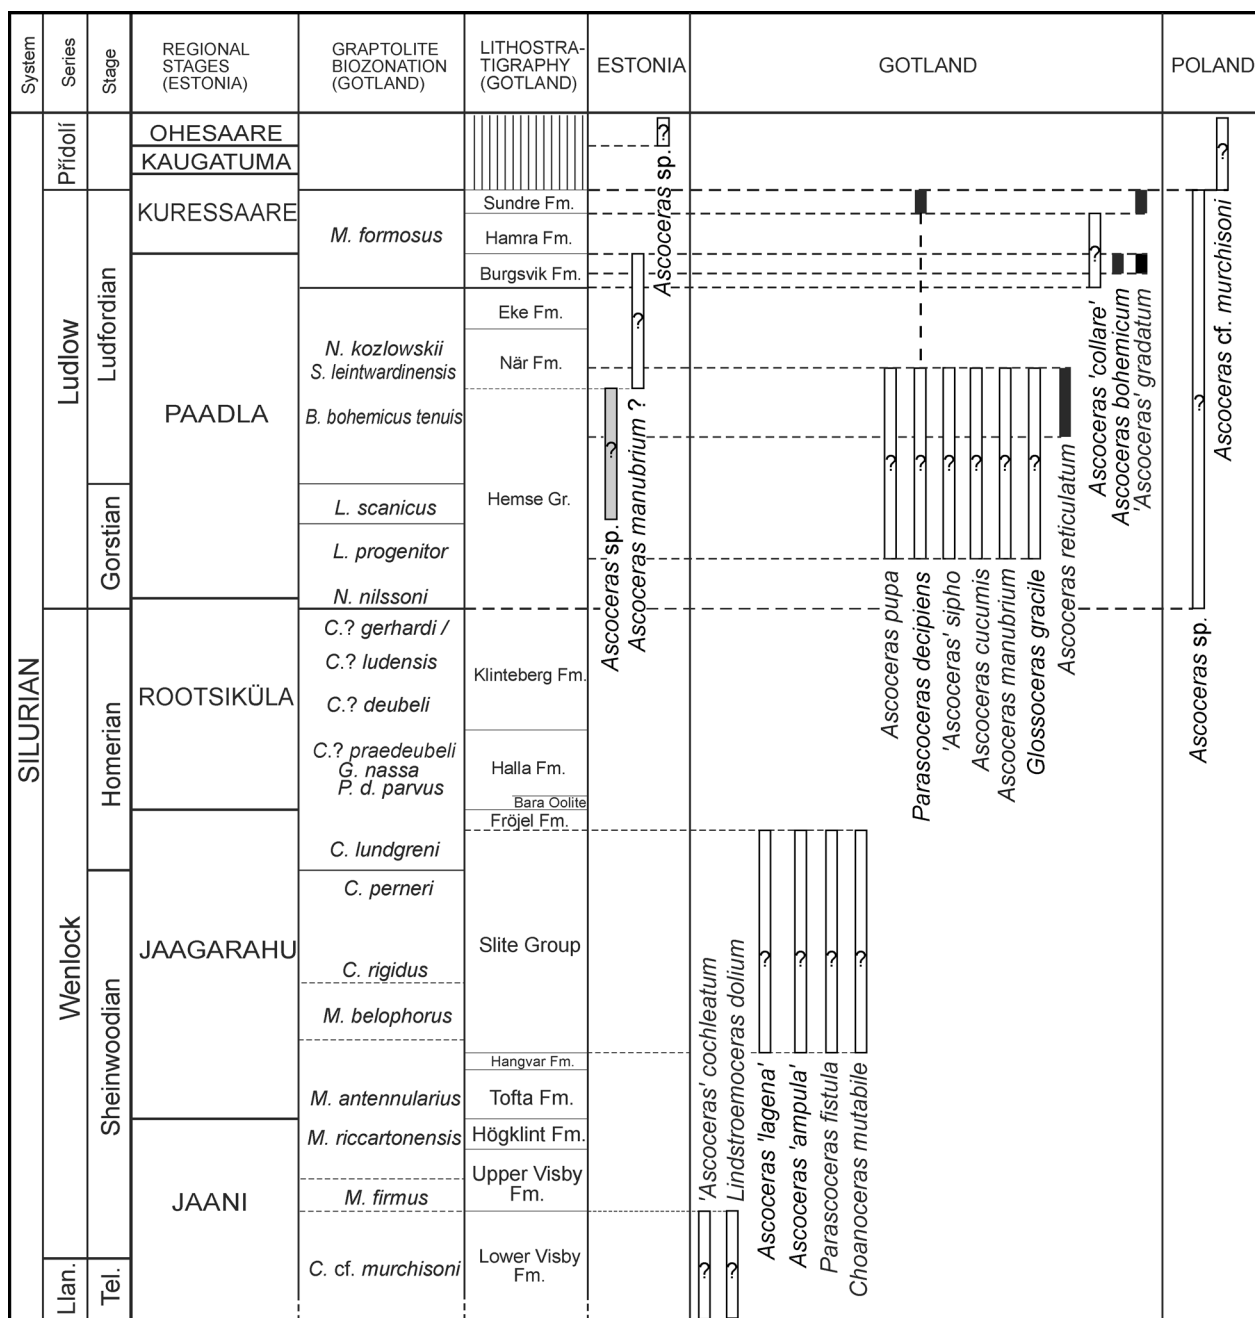 System
Series
Stage
REGIONAL
STAGES
(ESTONIA)
GRAPTOLITE
BIOZONATION
(GOTLAND)
LITHOSTRA-
TIGRAPHY
(GOTLAND)
ESTONIA
GOTLAND
POLAND
SILURIAN
Přídolí
Ludlow
Wenlock
Llan.
Ludfordian
Gorstian
Homerian
Sheinwoodian
Tel.
OHESAARE
KAUGATUMA
KURESSAARE
PAADLA
ROOTSIKÜLA
JAAGARAHU
JAANI
M. formosus
N. kozlowskii
S. leintwardinensis
B. bohemicus tenuis
L. scanicus
L. progenitor
N. nilssoni
C.? gerhardi /
C.? ludensis
C.? deubeli
C.? praedeubeli
G. nassa
P. d. parvus
C. lundgreni
C. perneri
C. rigidus
M. belophorus
M. antennularius
M. riccartonensis
M. firmus
C. cf. murchisoni
Sundre Fm.
Hamra Fm.
Burgsvik Fm.
Eke Fm.
När Fm.
Hemse Gr.
Klinteberg Fm.
Halla Fm.
Bara Oolite
Fröjel Fm.
Slite Group
Hangvar Fm.
Tofta Fm.
Högklint Fm.
Upper Visby
Fm.
Lower Visby
Fm.
?
Ascoceras sp.
?
Ascoceras manubrium ?
?
Ascoceras sp.
?
'Ascoceras' cochleatum
?
Lindstroemoceras dolium
?
Ascoceras 'lagena'
?
Ascoceras 'ampula'
?
Parascoceras fistula
?
Choanoceras mutabile
?
Ascoceras pupa
?
Parascoceras decipiens
?
'Ascoceras' sipho
?
Ascoceras cucumis
?
Ascoceras manubrium
?
Glossoceras gracile
?
Ascoceras reticulatum
Ascoceras 'collare'
?
Ascoceras bohemicum
'Ascoceras' gradatum
?
Ascoceras sp.
?
Ascoceras cf. murchisoni